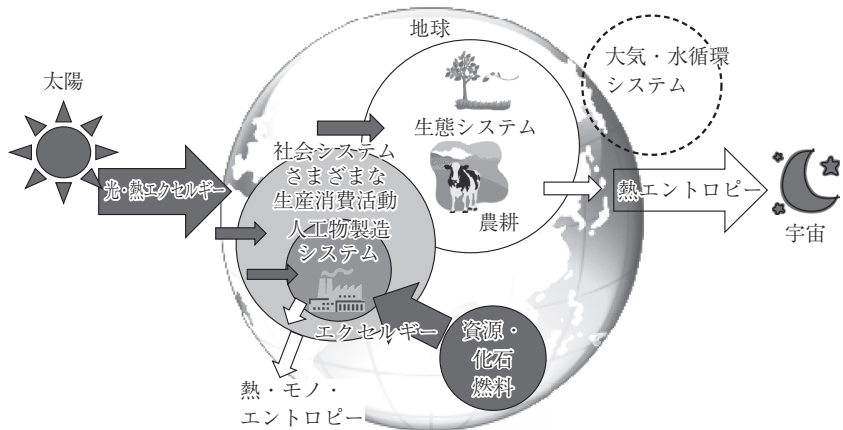 地球
大気・水循環
システム
太陽
生態システム
社会システム
さまざまな
生産消費活動
光・熱エクセルギー
熱エントロピー
農耕
人工物製造
システム
宇宙
エクセルギー
資源・
化石
燃料
熱・モノ・
エントロピー